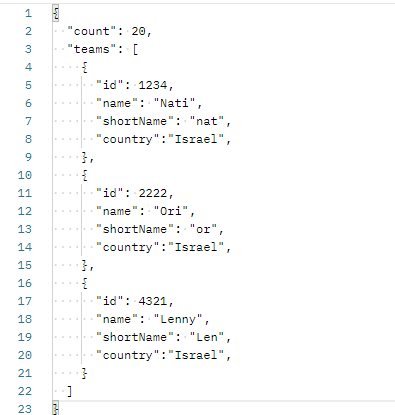 1 {
2   "count": 20,
3   "teams": [
4     {
5       "id": 1234,
6       "name": "Nati",
7       "shortName": "nat",
8       "country":"Israel",
9     },
10     {
11       "id": 2222,
12       "name": "Ori",
13       "shortName": "or",
14       "country":"Israel",
15     },
16     {
17       "id": 4321,
18       "name": "Lenny",
19       "shortName": "Len",
20       "country":"Israel",
21     }
22   ]
23 }